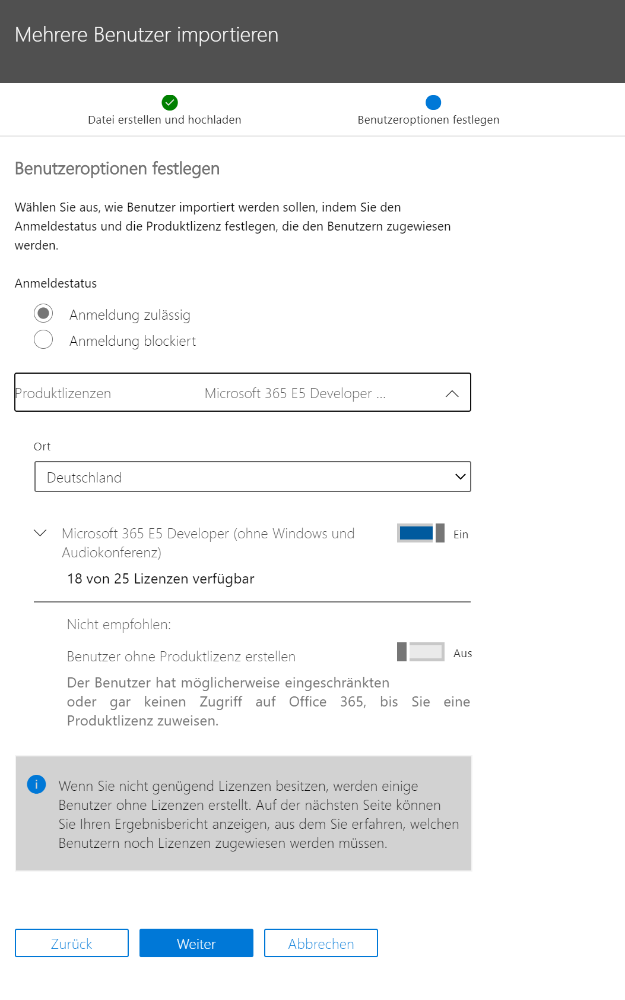 Mehrere Benutzer importieren
Datei erstellen und hochladen
Benutzeroptionen festlegen
Benutzeroptionen festlegen
Wählen Sie aus, wie Benutzer importiert werden sollen, indem Sie den
Anmeldestatus und die Produktlizenz festlegen, die den Benutzern zugewiesen
werden.
Anmeldestatus
Anmeldung zulässig
Anmeldung blockiert
Produktlizenzen Microsoft 365 E5 Developer ...
Ort
Deutschland
Microsoft 365 E5 Developer (ohne Windows und
Audiokonferenz)
Ein
18 von 25 Lizenzen verfügbar
Nicht empfohlen:
Benutzer ohne Produktlizenz erstellen
Aus
Der Benutzer hat möglicherweise eingeschränkten
oder gar keinen Zugriff auf Office 365, bis Sie eine
Produktlizenz zuweisen.
Wenn Sie nicht genügend Lizenzen besitzen, werden einige
Benutzer ohne Lizenzen erstellt. Auf der nächsten Seite können
Sie Ihren Ergebnisbericht anzeigen, aus dem Sie erfahren, welchen
Benutzern noch Lizenzen zugewiesen werden müssen.
Zurück
Weiter
Abbrechen